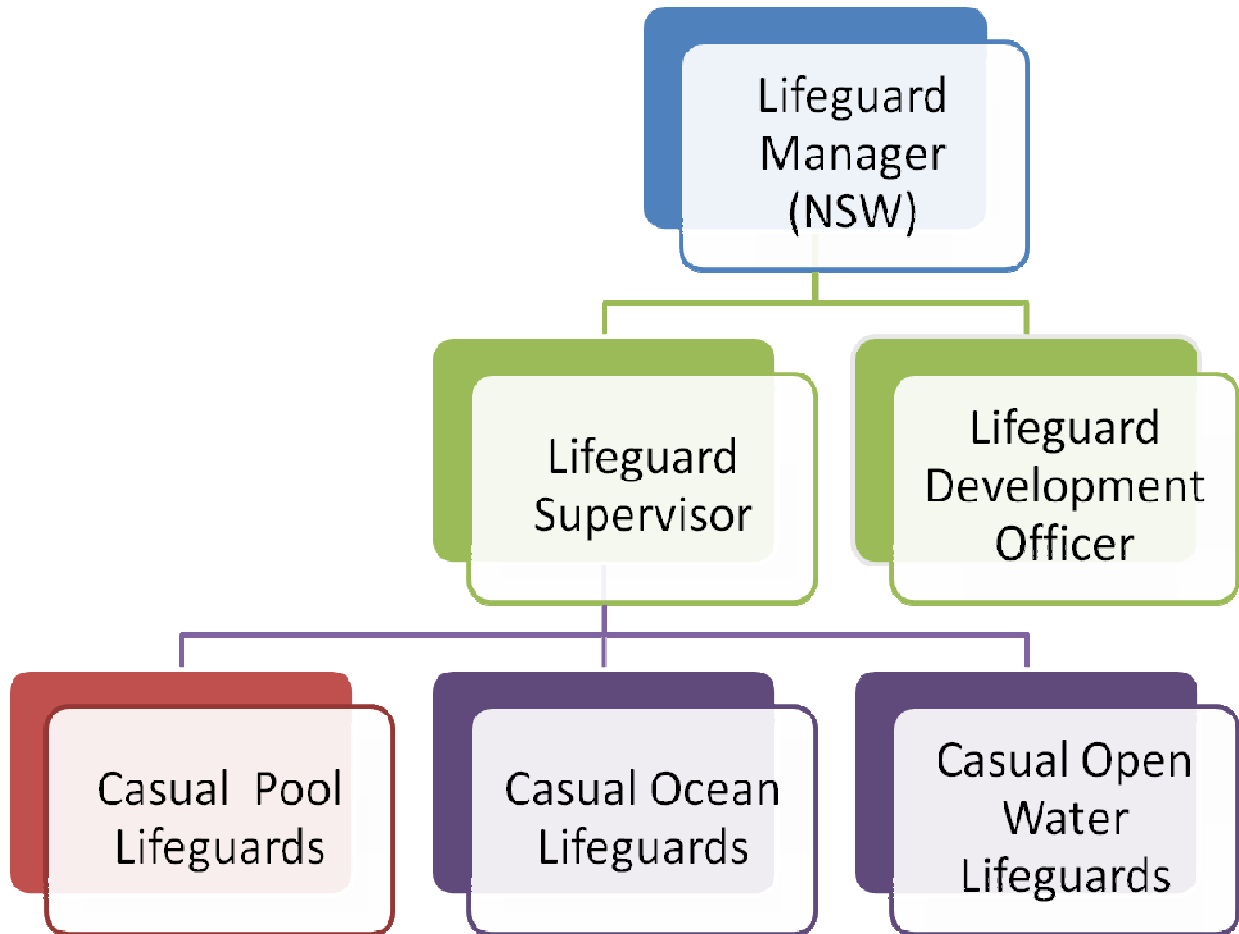 Lifeguard
Manager
(NSW)
Lifeguard
Supervisor
Lifeguard
Development
Officer
Casual  Pool
Lifeguards
Casual Ocean
Lifeguards
Casual Open
Water
Lifeguards